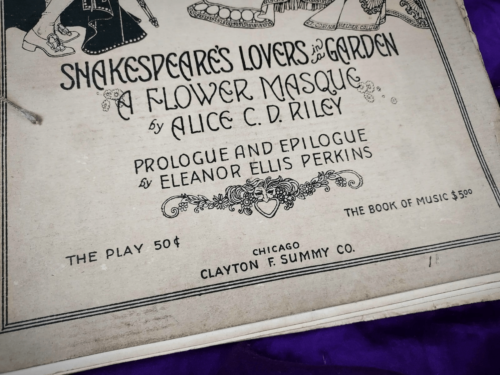 SHAKESPEARE'S LOVERS in a GARDEN
A FLOWER MASQUE
by ALICE C. D. RILEY
PROLOGUE AND EPILOGUE
by ELEANOR ELLIS PERKINS
THE PLAY 50¢
THE BOOK OF MUSIC $5.00
CHICAGO
CLAYTON F. SUMMY CO.